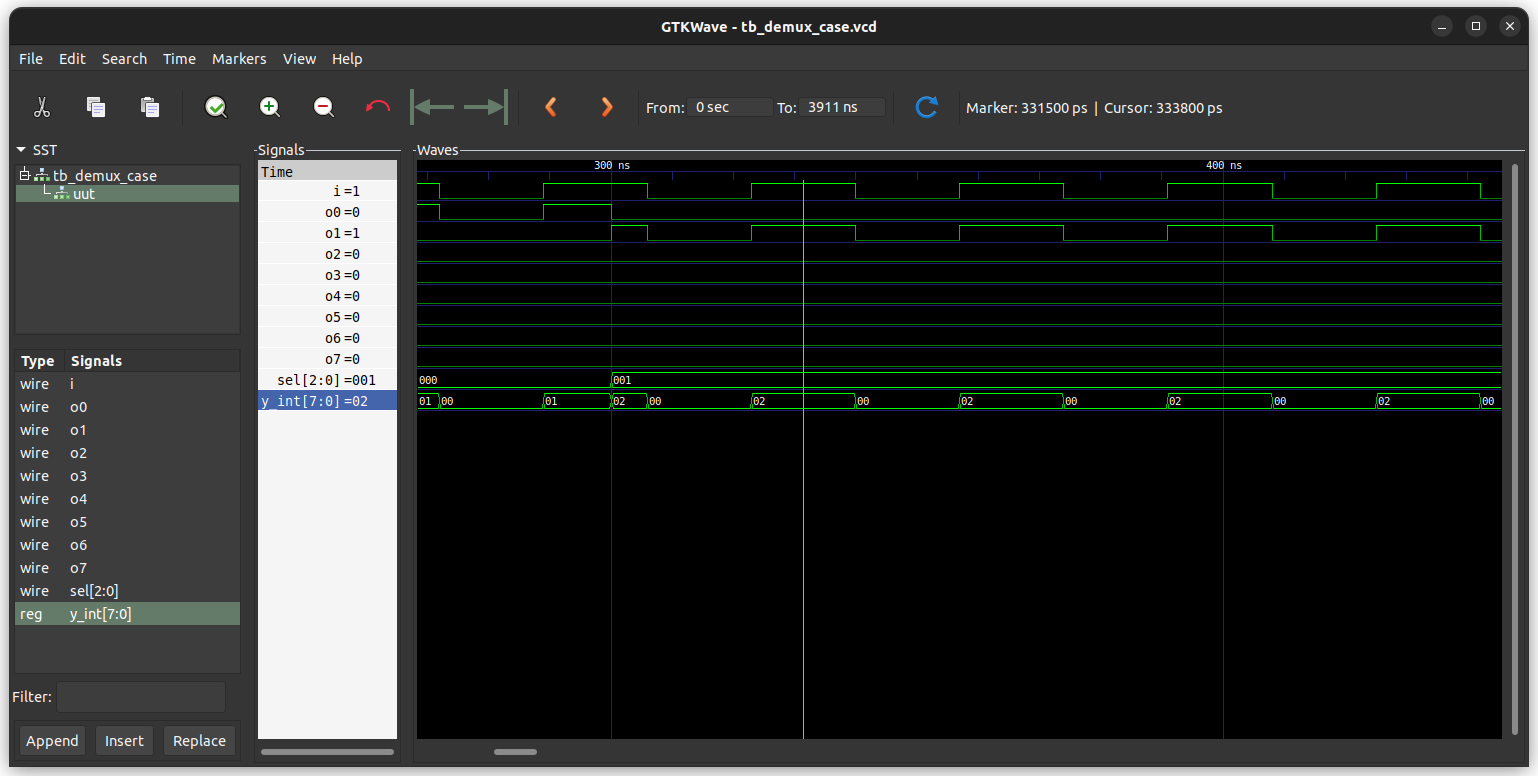 GTKWave - tb_demux_case.vcd
File Edit Search Time Markers View Help
From: 0 sec To: 3911 ns Marker: 331500 ps | Cursor: 333800 ps
SST
tb_demux_case
uut
Type Signals
wire i
wire o0
wire o1
wire o2
wire o3
wire o4
wire o5
wire o6
wire o7
wire sel[2:0]
reg y_int[7:0]
Filter:
Append Insert Replace
Signals
Time
i=1
o0=0
o1=1
o2=0
o3=0
o4=0
o5=0
o6=0
o7=0
sel[2:0]=001
y_int[7:0]=02
Waves
300 ns 400 ns
000 001
01 00 01 02 00 02 00 02 00 02 00 02 00